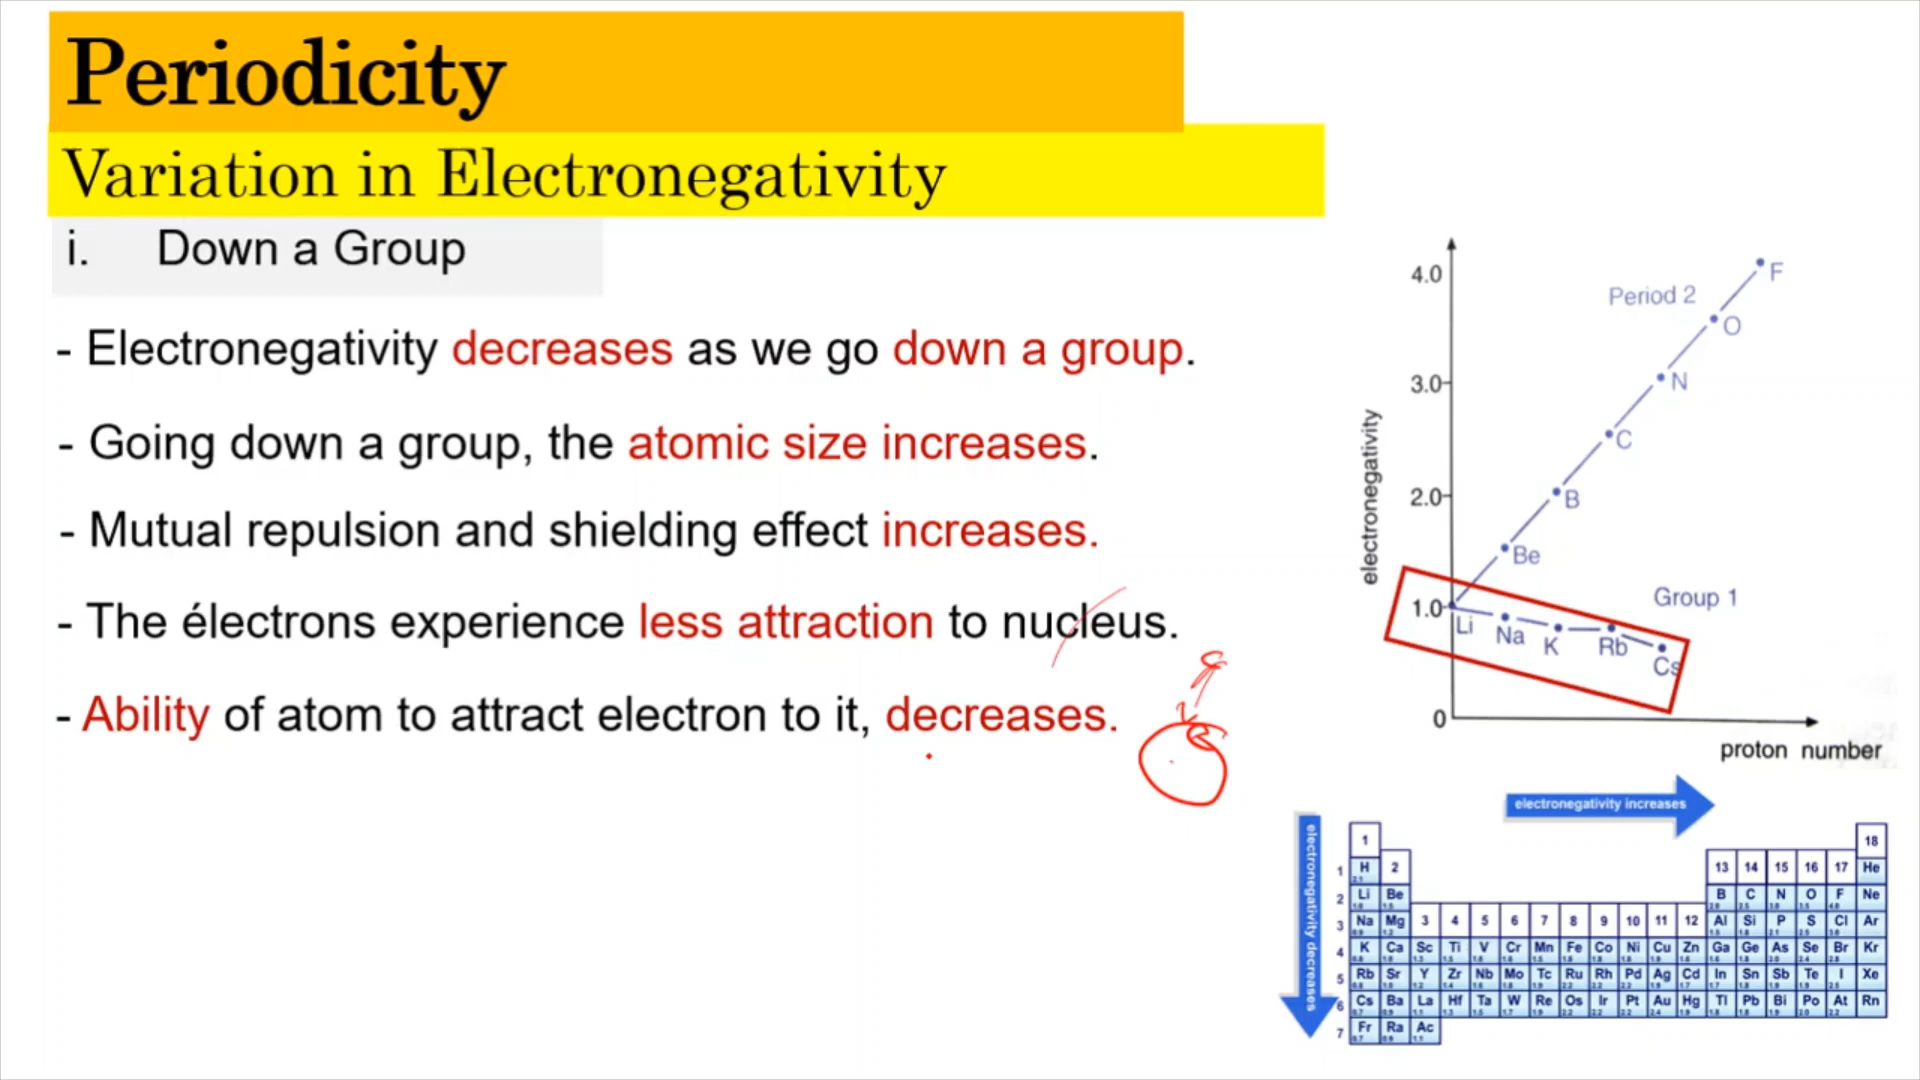 Periodicity
Variation in Electronegativity
i. Down a Group
- Electronegativity decreases as we go down a group.
- Going down a group, the atomic size increases.
- Mutual repulsion and shielding effect increases.
- The électrons experience less attraction to nucleus.
- Ability of atom to attract electron to it, decreases.
electronegativity
4.0
3.0
2.0
1.0
0
Period 2
F
O
N
C
B
Be
Group 1
Li
Na
K
Rb
Cs
proton number
electronegativity increases
electronegativity decreases
1 18
1 H 2 13 14 15 16 17 He
2 Li Be B C N O F Ne
3 Na Mg 3 4 5 6 7 8 9 10 11 12 Al Si P S Cl Ar
4 K Ca Sc Ti V Cr Mn Fe Co Ni Cu Zn Ga Ge As Se Br Kr
5 Rb Sr Y Zr Nb Mo Tc Ru Rh Pd Ag Cd In Sn Sb Te I Xe
6 Cs Ba La Hf Ta W Re Os Ir Pt Au Hg Tl Pb Bi Po At Rn
7 Fr Ra Ac